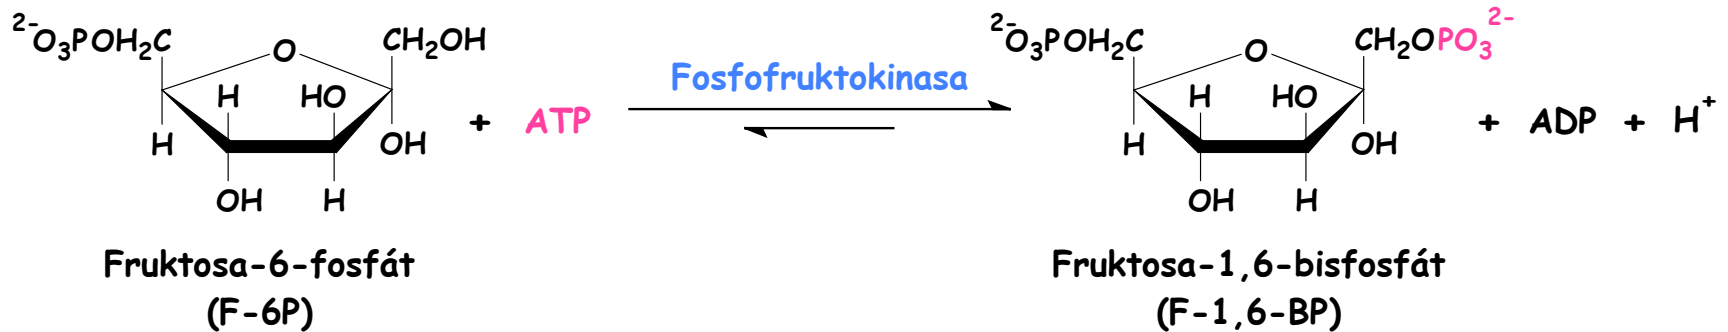 ²⁻O₃POH₂C O CH₂OH
H HO
H OH
OH H
+ ATP
Fosfofruktokinasa
²⁻O₃POH₂C O CH₂OPO₃²⁻
H HO
H OH
OH H
+ ADP + H⁺
Fruktosa-6-fosfát
(F-6P)
Fruktosa-1,6-bisfosfát
(F-1,6-BP)